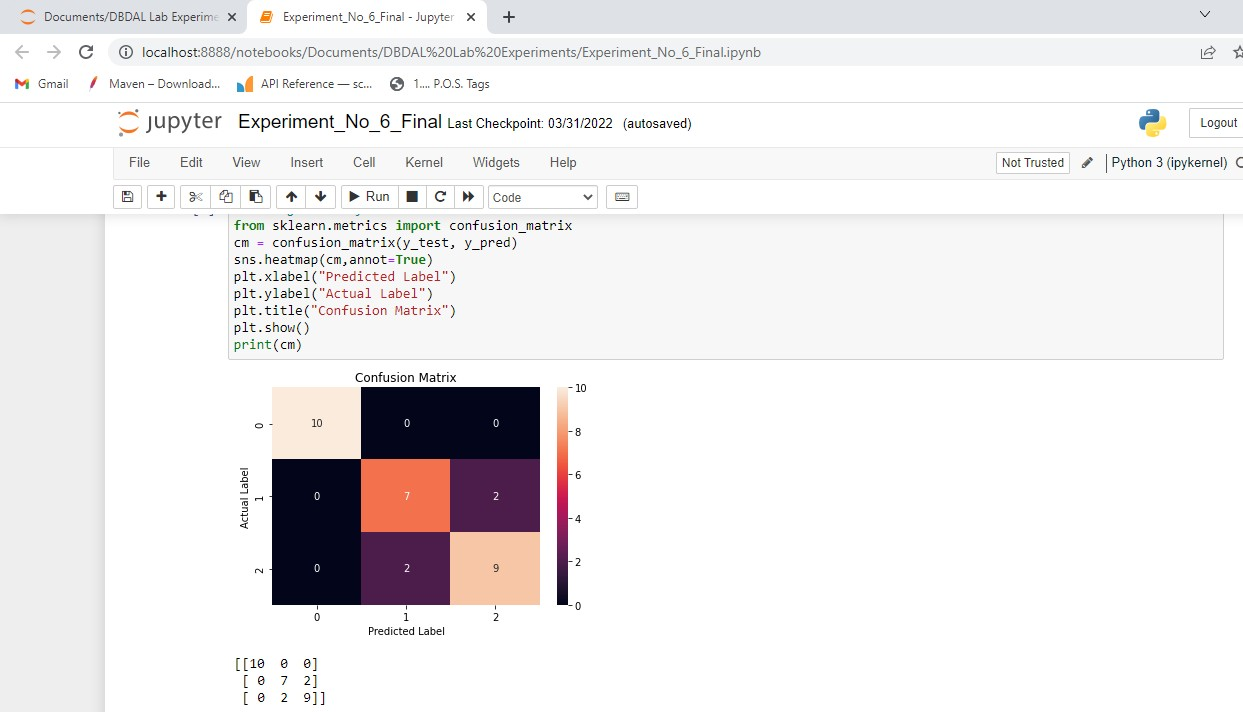 Documents/DBDAL Lab Experime
Experiment_No_6_Final - Jupyter
localhost:8888/notebooks/Documents/DBDAL%20Lab%20Experiments/Experiment_No_6_Final.ipynb
Gmail
Maven – Download...
API Reference — sc...
1.... P.O.S. Tags
jupyter
Experiment_No_6_Final Last Checkpoint: 03/31/2022 (autosaved)
Logout
File Edit View Insert Cell Kernel Widgets Help
Not Trusted
Python 3 (ipykernel)
Run
Code
from sklearn.metrics import confusion_matrix
cm = confusion_matrix(y_test, y_pred)
sns.heatmap(cm,annot=True)
plt.xlabel("Predicted Label")
plt.ylabel("Actual Label")
plt.title("Confusion Matrix")
plt.show()
print(cm)
Confusion Matrix
10 0 0
0 7 2
0 2 9
0
1
2
Actual Label
0 1 2
Predicted Label
10
8
6
4
2
0
[[10 0 0]
[ 0 7 2]
[ 0 2 9]]